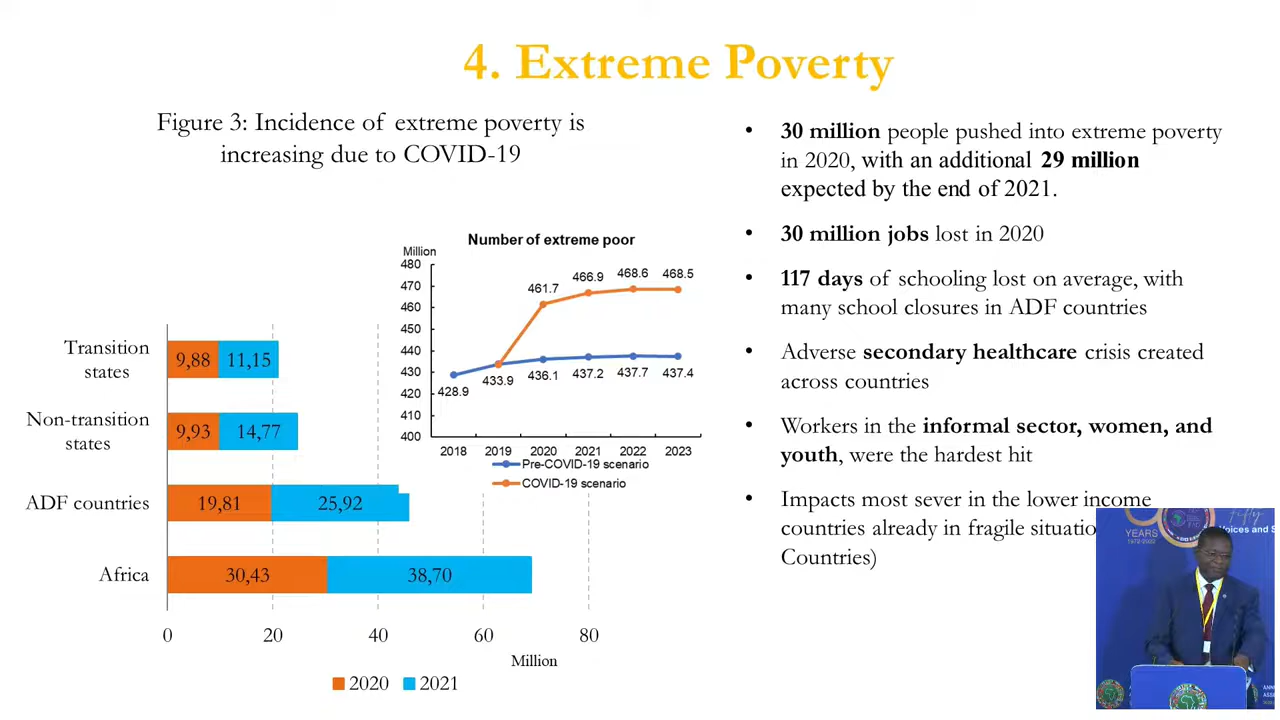 4. Extreme Poverty
Figure 3: Incidence of extreme poverty is
increasing due to COVID-19
Number of extreme poor
Million
480
470
460
450
440
430
420
410
400
461.7
466.9
468.6
468.5
428.9
433.9
436.1
437.2
437.7
437.4
2018
2019
2020
2021
2022
2023
Pre-COVID-19 scenario
COVID-19 scenario
Transition
states
9,88
11,15
Non-transition
states
9,93
14,77
ADF countries
19,81
25,92
Africa
30,43
38,70
0
20
40
60
80
Million
2020
2021
• 30 million people pushed into extreme poverty
in 2020, with an additional 29 million
expected by the end of 2021.
• 30 million jobs lost in 2020
• 117 days of schooling lost on average, with
many school closures in ADF countries
• Adverse secondary healthcare crisis created
across countries
• Workers in the informal sector, women, and
youth, were the hardest hit
• Impacts most sever in the lower income
countries already in fragile situatio
Countries)
YEARS
1972-2022
Fifty
Voices and S
ANN
ASSE